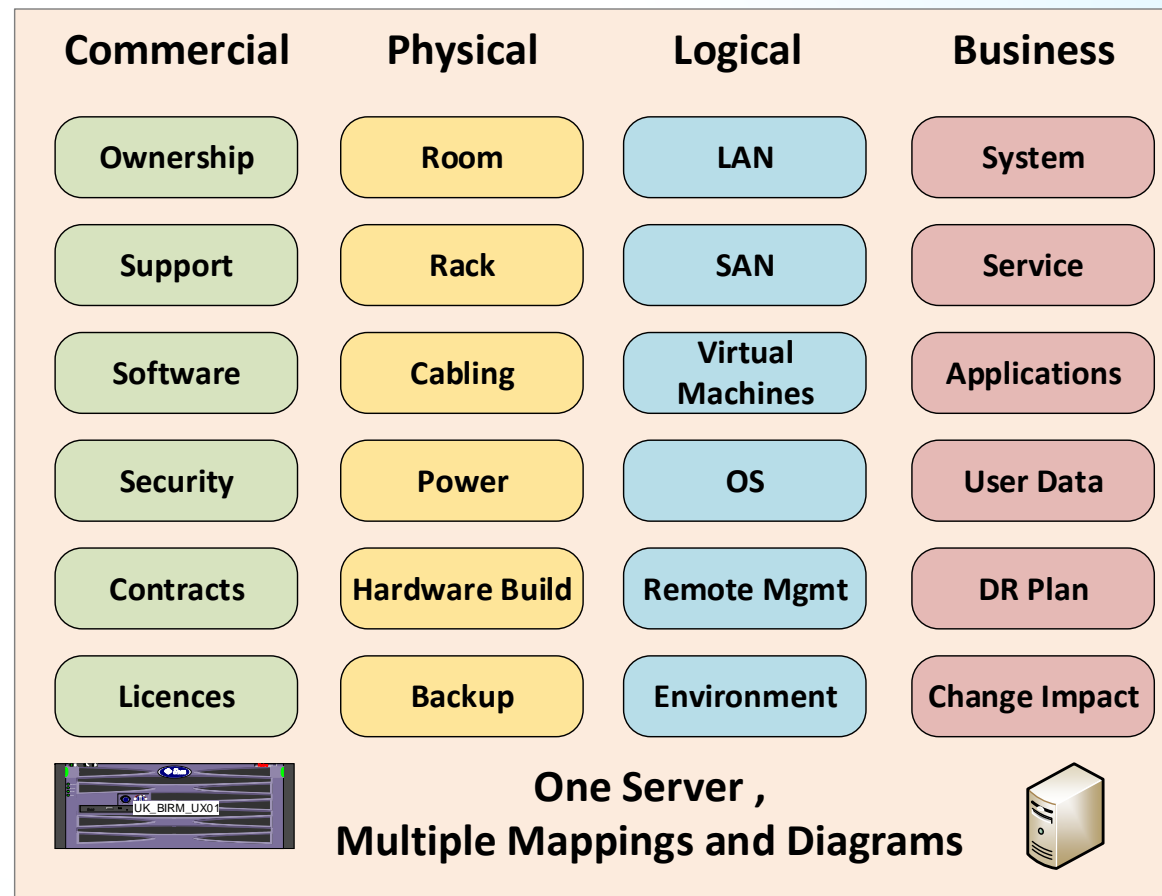 Commercial Physical Logical Business
Ownership Room LAN System
Support Rack SAN Service
Software Cabling Virtual Machines Applications
Security Power OS User Data
Contracts Hardware Build Remote Mgmt DR Plan
Licences Backup Environment Change Impact
UK_BIRM_UX01
One Server ,
Multiple Mappings and Diagrams